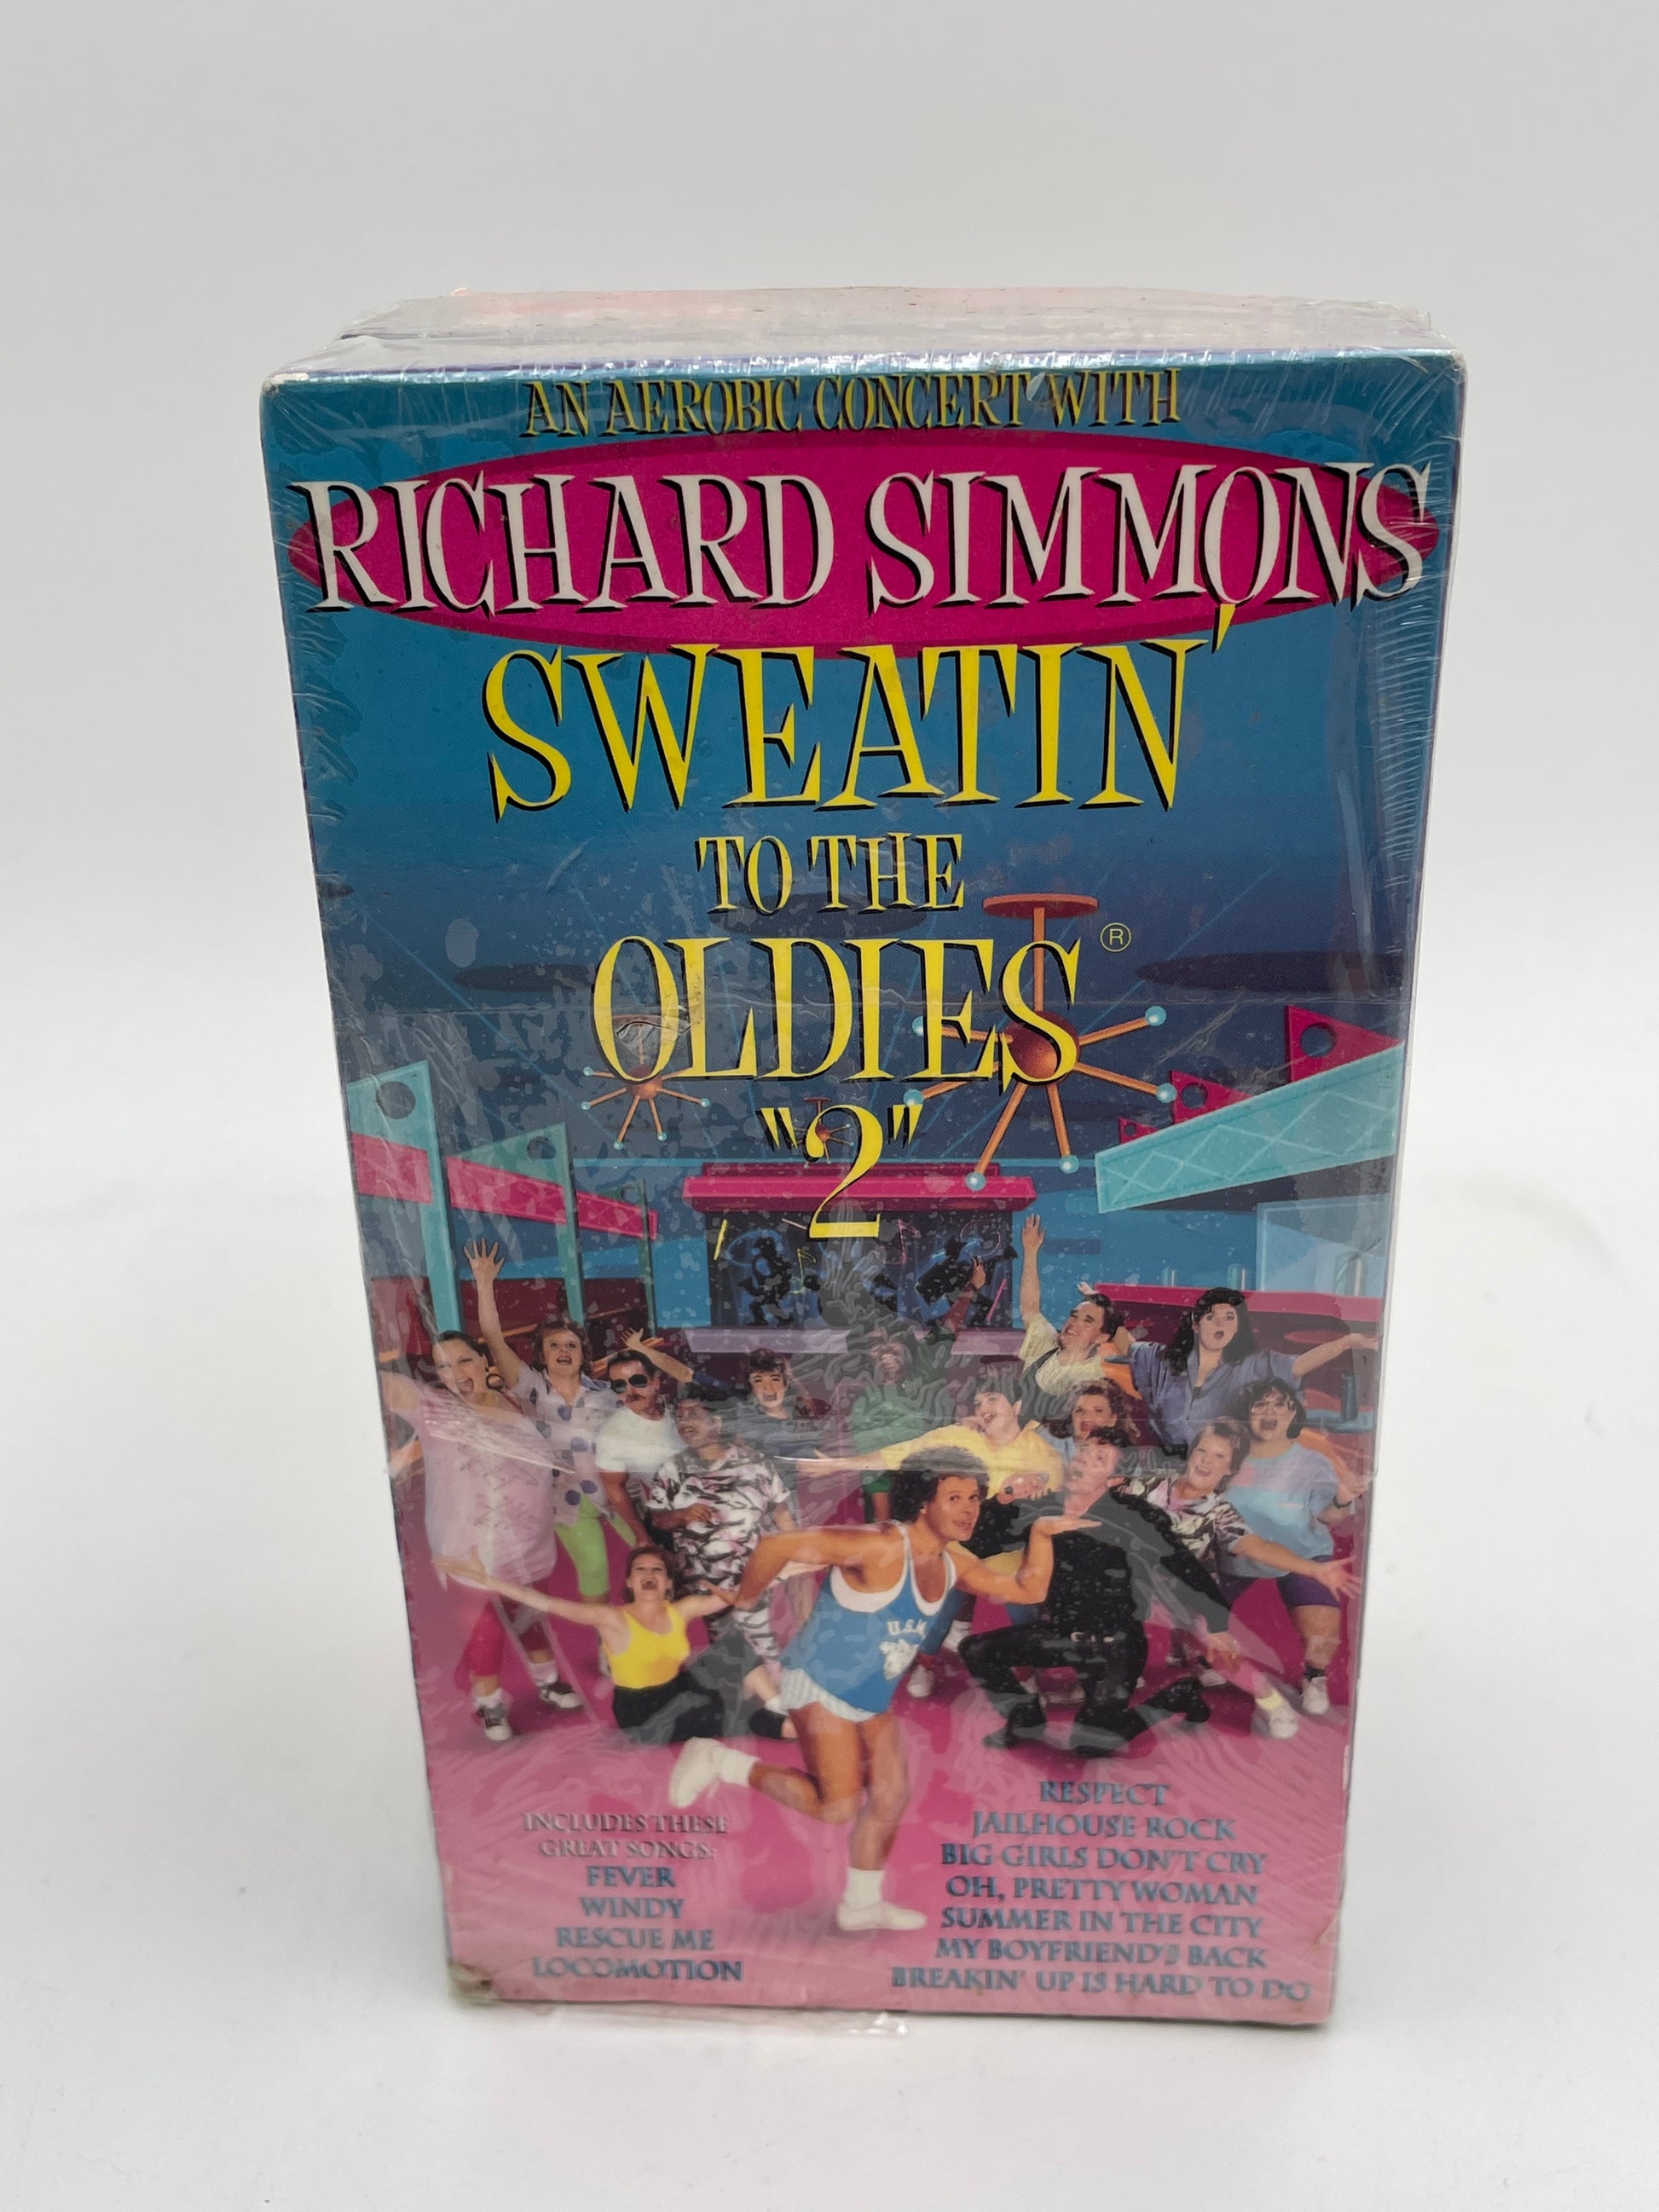 AN AEROBIC CONCERT WITH
RICHARD SIMMONS
SWEATIN'
TO THE
OLDIES ®
"2"
U.S.M.
INCLUDES THESE
GREAT SONGS:
FEVER
WINDY
RESCUE ME
LOCOMOTION
RESPECT
JAILHOUSE ROCK
BIG GIRLS DON'T CRY
OH, PRETTY WOMAN
SUMMER IN THE CITY
MY BOYFRIEND'S BACK
BREAKIN' UP IS HARD TO DO